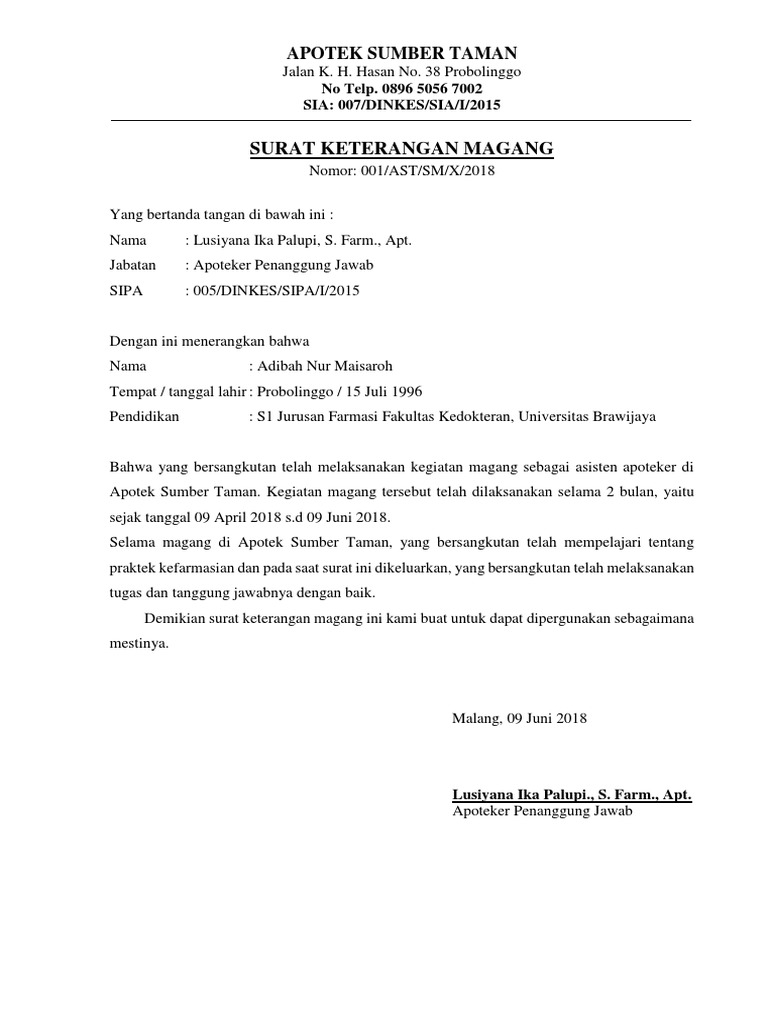 APOTEK SUMBER TAMAN
Jalan K. H. Hasan No. 38 Probolinggo
No Telp. 0896 5056 7002
SIA: 007/DINKES/SIA/I/2015
SURAT KETERANGAN MAGANG
Nomor: 001/AST/SM/X/2018
Yang bertanda tangan di bawah ini :
Nama : Lusiyana Ika Palupi, S. Farm., Apt.
Jabatan : Apoteker Penanggung Jawab
SIPA : 005/DINKES/SIPA/I/2015
Dengan ini menerangkan bahwa
Nama : Adibah Nur Maisaroh
Tempat / tanggal lahir : Probolinggo / 15 Juli 1996
Pendidikan : S1 Jurusan Farmasi Fakultas Kedokteran, Universitas Brawijaya
Bahwa yang bersangkutan telah melaksanakan kegiatan magang sebagai asisten apoteker di
Apotek Sumber Taman. Kegiatan magang tersebut telah dilaksanakan selama 2 bulan, yaitu
sejak tanggal 09 April 2018 s.d 09 Juni 2018.
Selama magang di Apotek Sumber Taman, yang bersangkutan telah mempelajari tentang
praktek kefarmasian dan pada saat surat ini dikeluarkan, yang bersangkutan telah melaksanakan
tugas dan tanggung jawabnya dengan baik.
Demikian surat keterangan magang ini kami buat untuk dapat dipergunakan sebagaimana
mestinya.
Malang, 09 Juni 2018
Lusiyana Ika Palupi., S. Farm., Apt.
Apoteker Penanggung Jawab